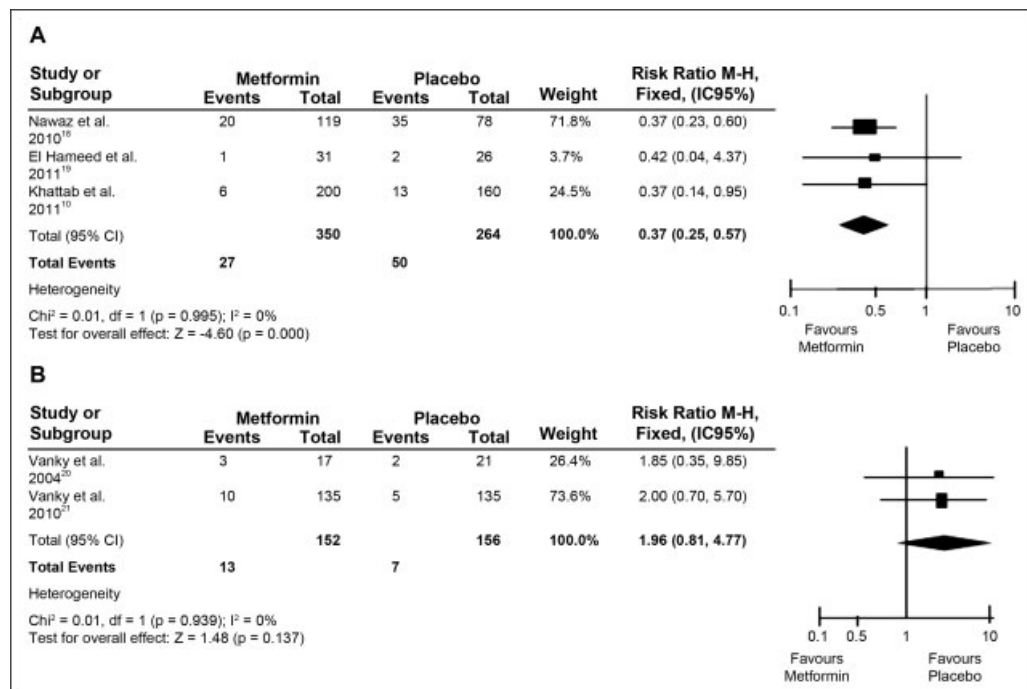 A
Study or Subgroup Metformin Placebo Weight Risk Ratio M-H, Fixed, (IC95%)
Events Total Events Total
Nawaz et al. 2010¹⁶ 20 119 35 78 71.8% 0.37 (0.23, 0.60)
El Hameed et al. 2011¹⁹ 1 31 2 26 3.7% 0.42 (0.04, 4.37)
Khattab et al. 2011¹⁰ 6 200 13 160 24.5% 0.37 (0.14, 0.95)
Total (95% CI) 350 264 100.0% 0.37 (0.25, 0.57)
Total Events 27 50
Heterogeneity
Chi² = 0.01, df = 1 (p = 0.995); I² = 0%
Test for overall effect: Z = -4.60 (p = 0.000)
0.1 0.5 1 10
Favours Metformin Favours Placebo
B
Study or Subgroup Metformin Placebo Weight Risk Ratio M-H, Fixed, (IC95%)
Events Total Events Total
Vanky et al. 2004²⁰ 3 17 2 21 26.4% 1.85 (0.35, 9.85)
Vanky et al. 2010²¹ 10 135 5 135 73.6% 2.00 (0.70, 5.70)
Total (95% CI) 152 156 100.0% 1.96 (0.81, 4.77)
Total Events 13 7
Heterogeneity
Chi² = 0.01, df = 1 (p = 0.939); I² = 0%
Test for overall effect: Z = 1.48 (p = 0.137)
0.1 0.5 1 10
Favours Metformin Favours Placebo